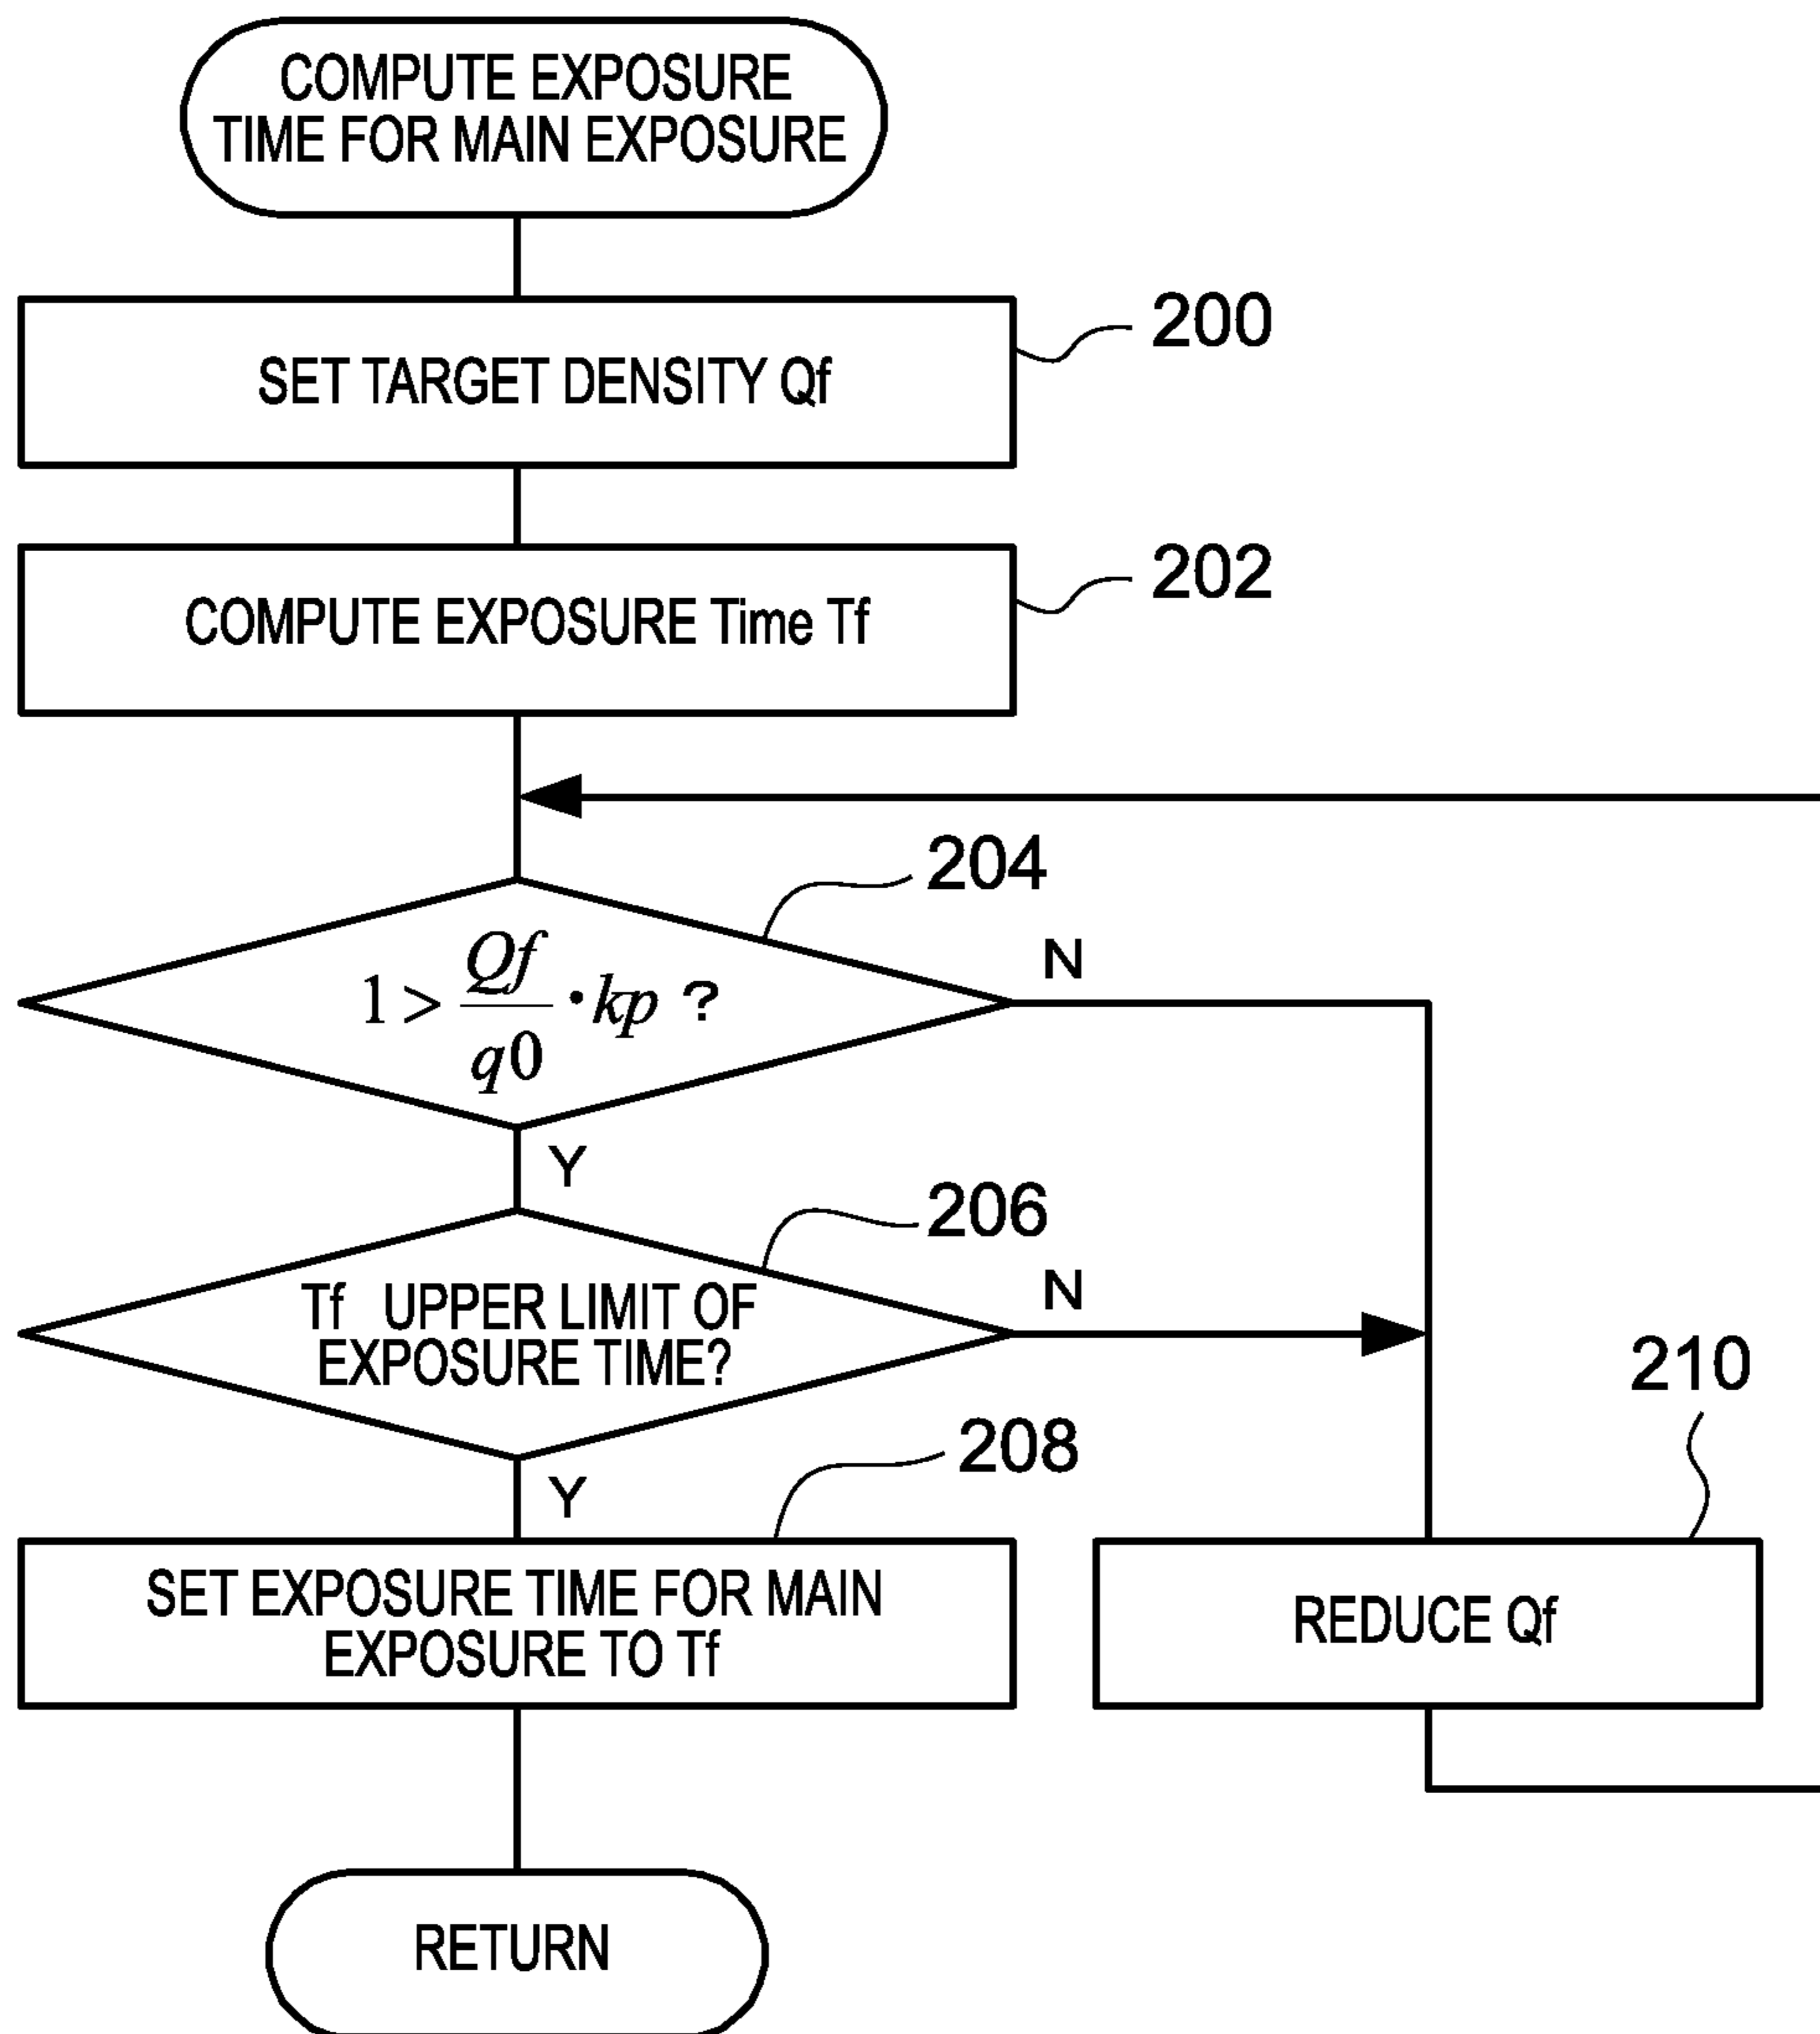 COMPUTE EXPOSURE
TIME FOR MAIN EXPOSURE
200
SET TARGET DENSITY Qf
202
COMPUTE EXPOSURE Time Tf
204
1 > Qf/q0 • kp ?
N
Y
206
Tf UPPER LIMIT OF
EXPOSURE TIME?
N
Y
208
SET EXPOSURE TIME FOR MAIN
EXPOSURE TO Tf
210
REDUCE Qf
RETURN